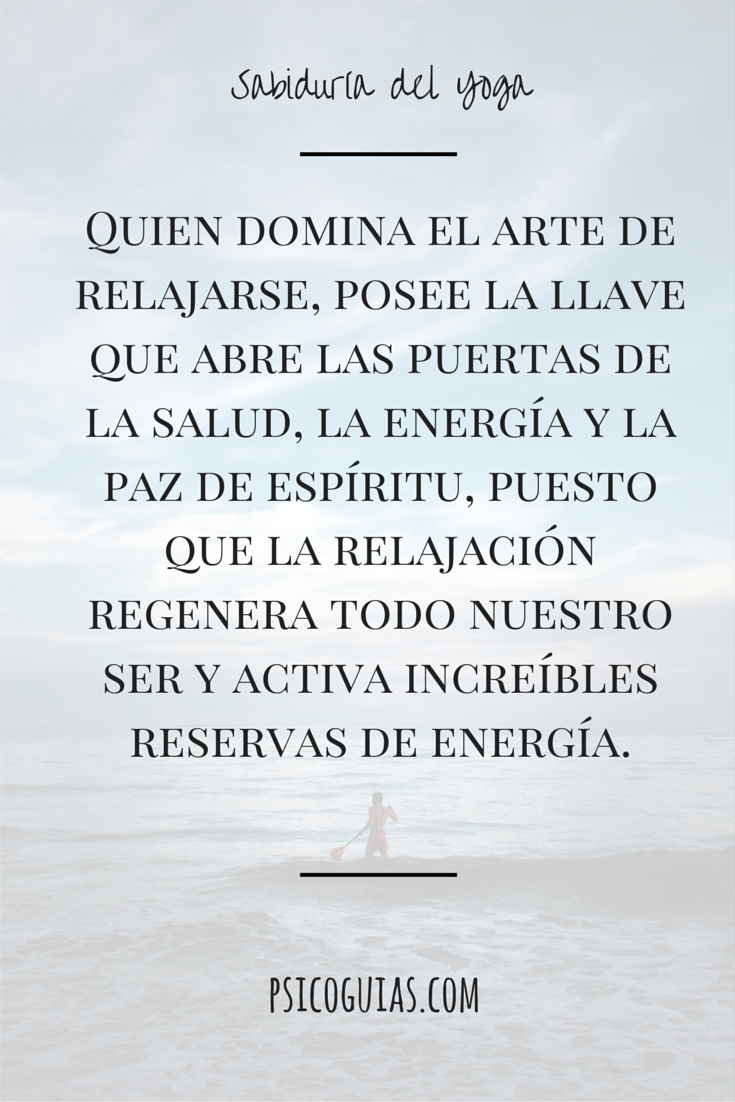 Sabiduría del yoga
Quien domina el arte de
relajarse, posee la llave
que abre las puertas de
la salud, la energía y la
paz de espíritu, puesto
que la relajación
regenera todo nuestro
ser y activa increíbles
reservas de energía.
PSICOGUIAS.COM